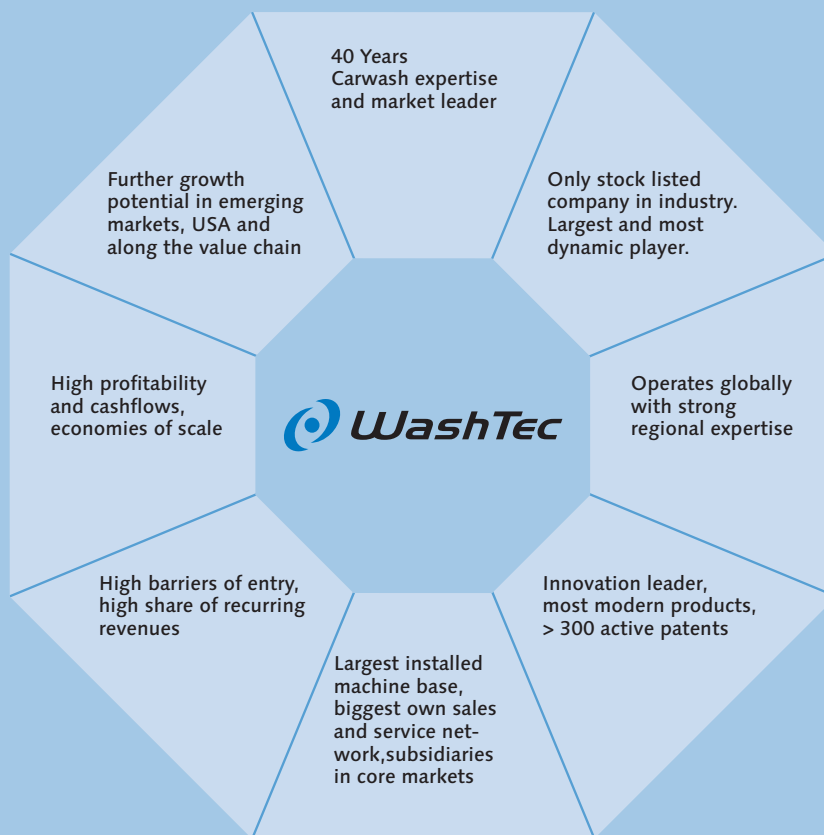 40 Years
Carwash expertise
and market leader
Only stock listed
company in industry.
Largest and most
dynamic player.
Operates globally
with strong
regional expertise
Innovation leader,
most modern products,
> 300 active patents
Largest installed
machine base,
biggest own sales
and service net-
work,subsidiaries
in core markets
High barriers of entry,
high share of recurring
revenues
High profitability
and cashflows,
economies of scale
Further growth
potential in emerging
markets, USA and
along the value chain
WashTec